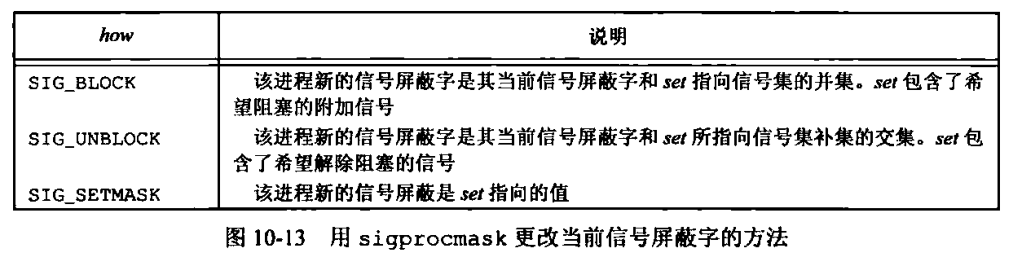 how 说明
SIG_BLOCK 该进程新的信号屏蔽字是其当前信号屏蔽字和 set 指向信号集的并集。set 包含了希
望阻塞的附加信号
SIG_UNBLOCK 该进程新的信号屏蔽字是其当前信号屏蔽字和 set 所指向信号集补集的交集。set 包
含了希望解除阻塞的信号
SIG_SETMASK 该进程新的信号屏蔽是 set 指向的值
图 10-13 用 sigprocmask 更改当前信号屏蔽字的方法